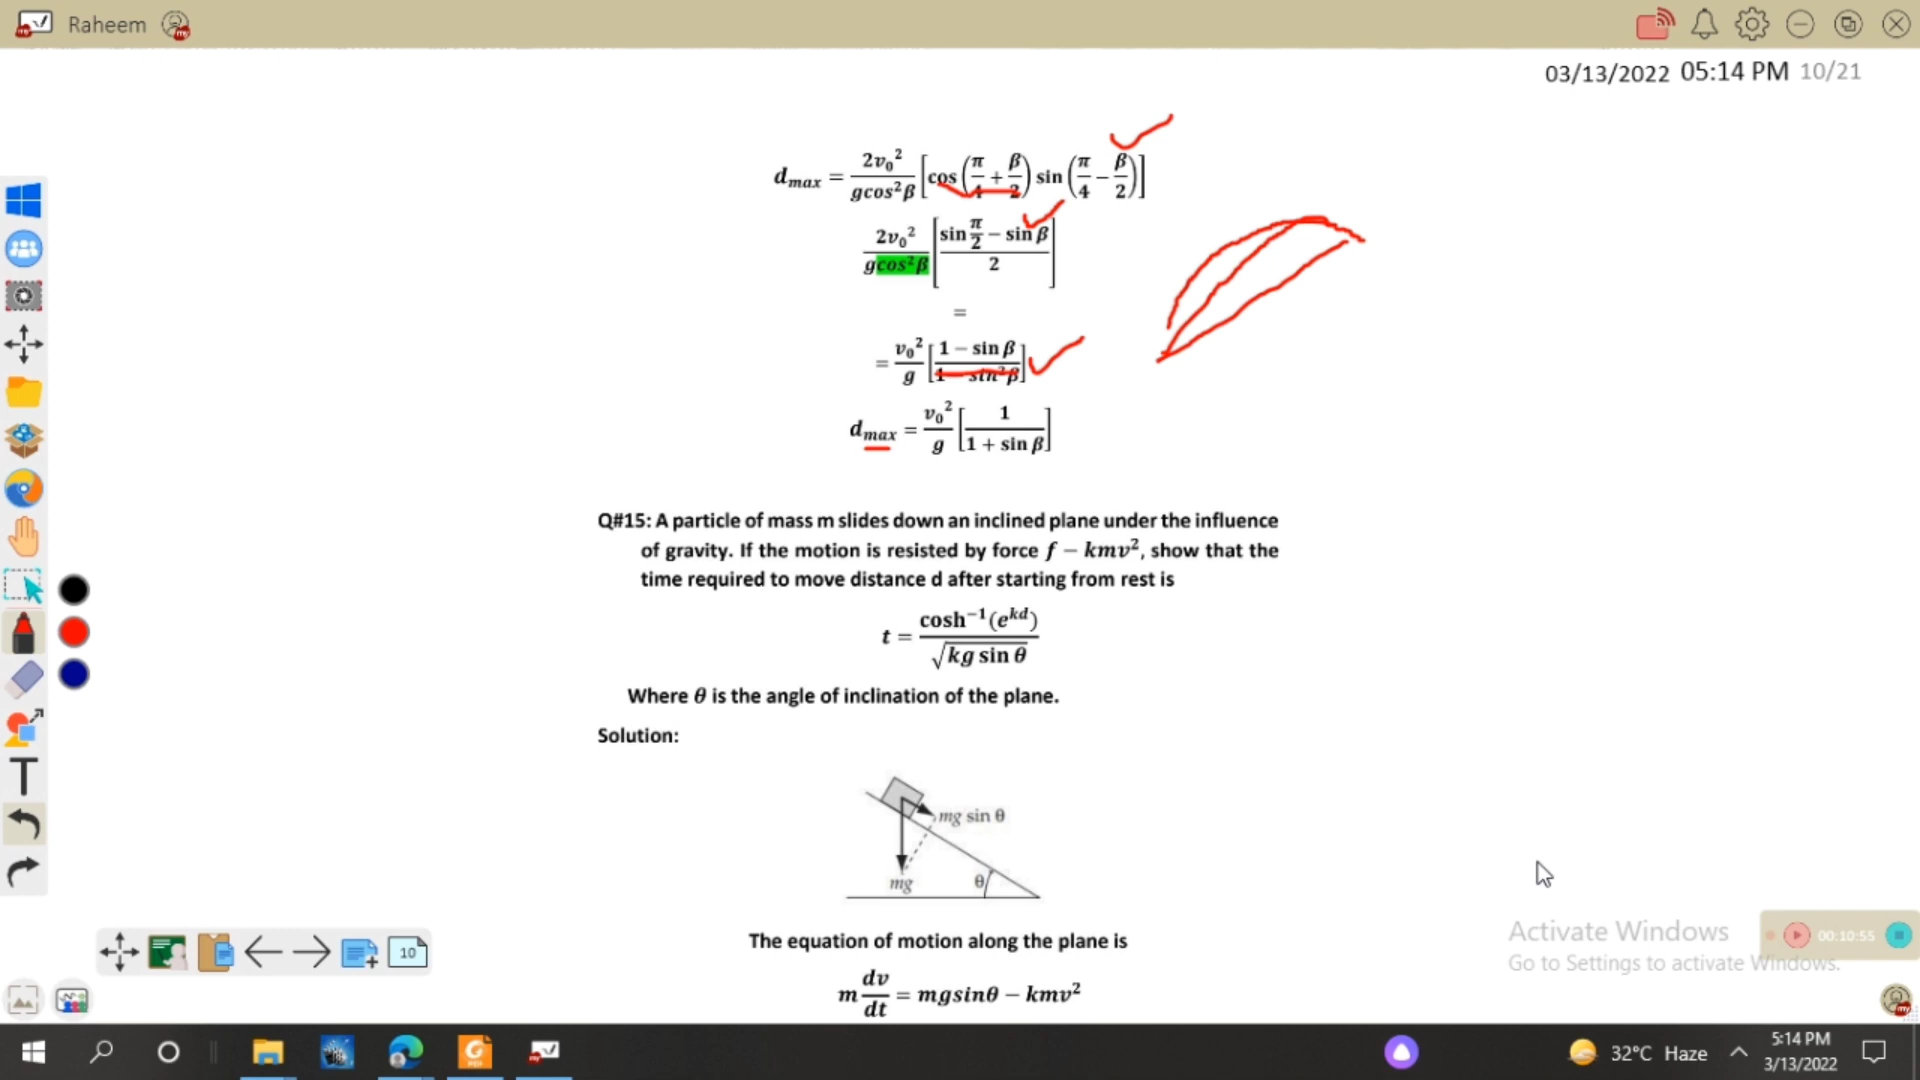 Raheem
03/13/2022 05:14 PM 10/21
d_max = 2v₀²/gcos²β [cos(π/4 + β/2) sin(π/4 − β/2)]
2v₀²/gcos²β [(sin π/2 − sin β)/2]
=
= v₀²/g [(1 − sin β)/(1 − sin²β)]
d_max = v₀²/g [1/(1 + sin β)]
Q#15: A particle of mass m slides down an inclined plane under the influence
of gravity. If the motion is resisted by force f − kmv², show that the
time required to move distance d after starting from rest is
t = cosh⁻¹(e^kd)/√(kg sin θ)
Where θ is the angle of inclination of the plane.
Solution:
mg sin θ
mg
θ
The equation of motion along the plane is
m dv/dt = mgsinθ − kmv²
T
10
Activate Windows
Go to Settings to activate Windows.
00:10:55
32°C Haze
5:14 PM
3/13/2022